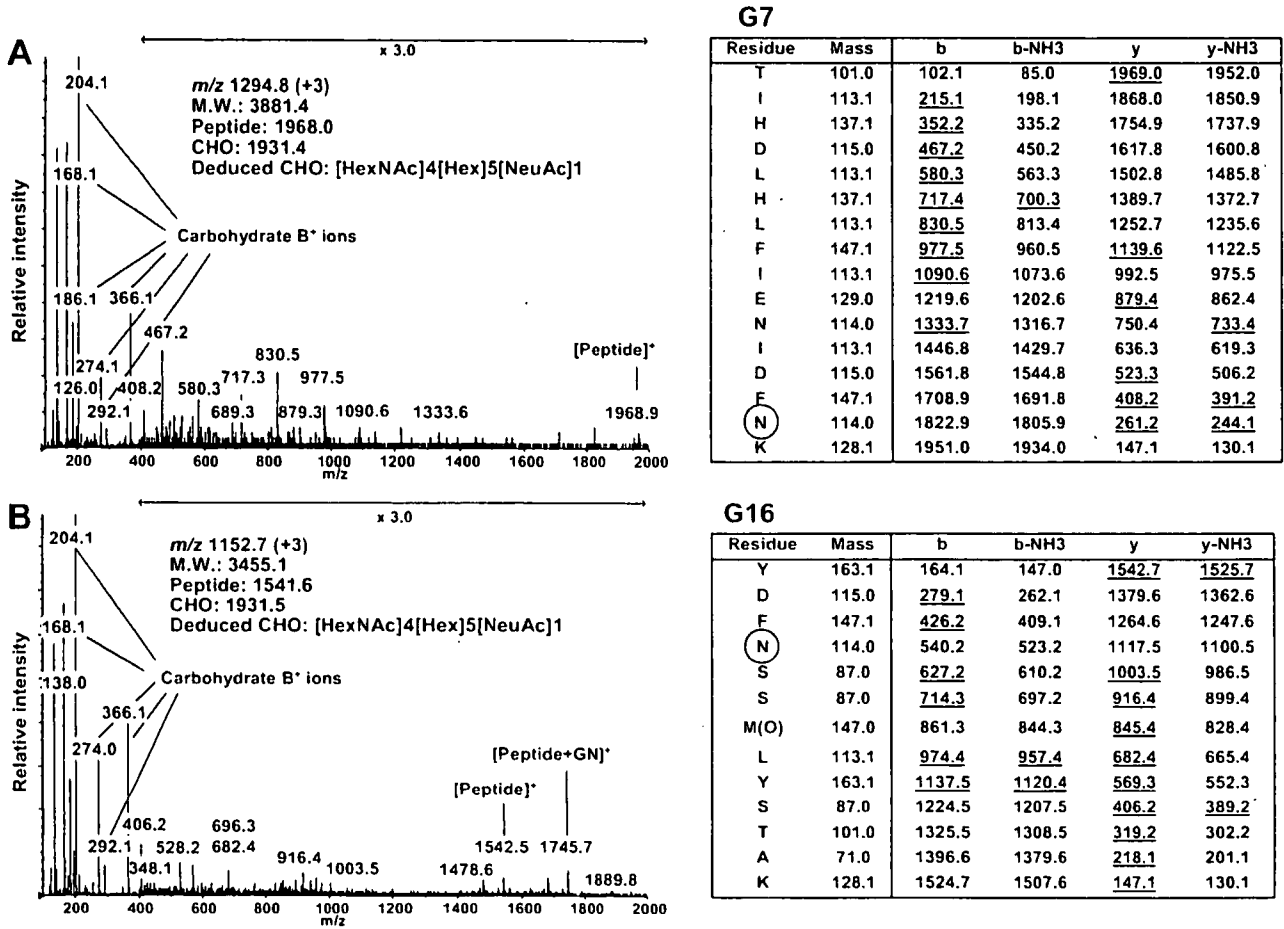 A
x 3.0
204.1
m/z 1294.8 (+3)
M.W.: 3881.4
Peptide: 1968.0
CHO: 1931.4
Deduced CHO: [HexNAc]4[Hex]5[NeuAc]1
168.1
Carbohydrate B+ ions
186.1 366.1
467.2
274.1
126.0 408.2
292.1
580.3
717.3
689.3
830.5
879.3
977.5
1090.6
1333.6
[Peptide]+
1968.9
Relative intensity
200 400 600 800 1000 1200 1400 1600 1800 2000
m/z
G7
Residue Mass b b-NH3 y y-NH3
T 101.0 102.1 85.0 1969.0 1952.0
I 113.1 215.1 198.1 1868.0 1850.9
H 137.1 352.2 335.2 1754.9 1737.9
D 115.0 467.2 450.2 1617.8 1600.8
L 113.1 580.3 563.3 1502.8 1485.8
H 137.1 717.4 700.3 1389.7 1372.7
L 113.1 830.5 813.4 1252.7 1235.6
F 147.1 977.5 960.5 1139.6 1122.5
I 113.1 1090.6 1073.6 992.5 975.5
E 129.0 1219.6 1202.6 879.4 862.4
N 114.0 1333.7 1316.7 750.4 733.4
I 113.1 1446.8 1429.7 636.3 619.3
D 115.0 1561.8 1544.8 523.3 506.2
F 147.1 1708.9 1691.8 408.2 391.2
N 114.0 1822.9 1805.9 261.2 244.1
K 128.1 1951.0 1934.0 147.1 130.1
B
x 3.0
204.1
m/z 1152.7 (+3)
M.W.: 3455.1
Peptide: 1541.6
CHO: 1931.5
Deduced CHO: [HexNAc]4[Hex]5[NeuAc]1
168.1
138.0
Carbohydrate B+ ions
366.1
274.0
292.1
406.2
348.1
528.2
696.3
682.4
916.4
1003.5
1478.6
[Peptide]+
1542.5
[Peptide+GN]+
1745.7
1889.8
Relative intensity
200 400 600 800 1000 1200 1400 1600 1800 2000
m/z
G16
Residue Mass b b-NH3 y y-NH3
Y 163.1 164.1 147.0 1542.7 1525.7
D 115.0 279.1 262.1 1379.6 1362.6
F 147.1 426.2 409.1 1264.6 1247.6
N 114.0 540.2 523.2 1117.5 1100.5
S 87.0 627.2 610.2 1003.5 986.5
S 87.0 714.3 697.2 916.4 899.4
M(O) 147.0 861.3 844.3 845.4 828.4
L 113.1 974.4 957.4 682.4 665.4
Y 163.1 1137.5 1120.4 569.3 552.3
S 87.0 1224.5 1207.5 406.2 389.2
T 101.0 1325.5 1308.5 319.2 302.2
A 71.0 1396.6 1379.6 218.1 201.1
K 128.1 1524.7 1507.6 147.1 130.1